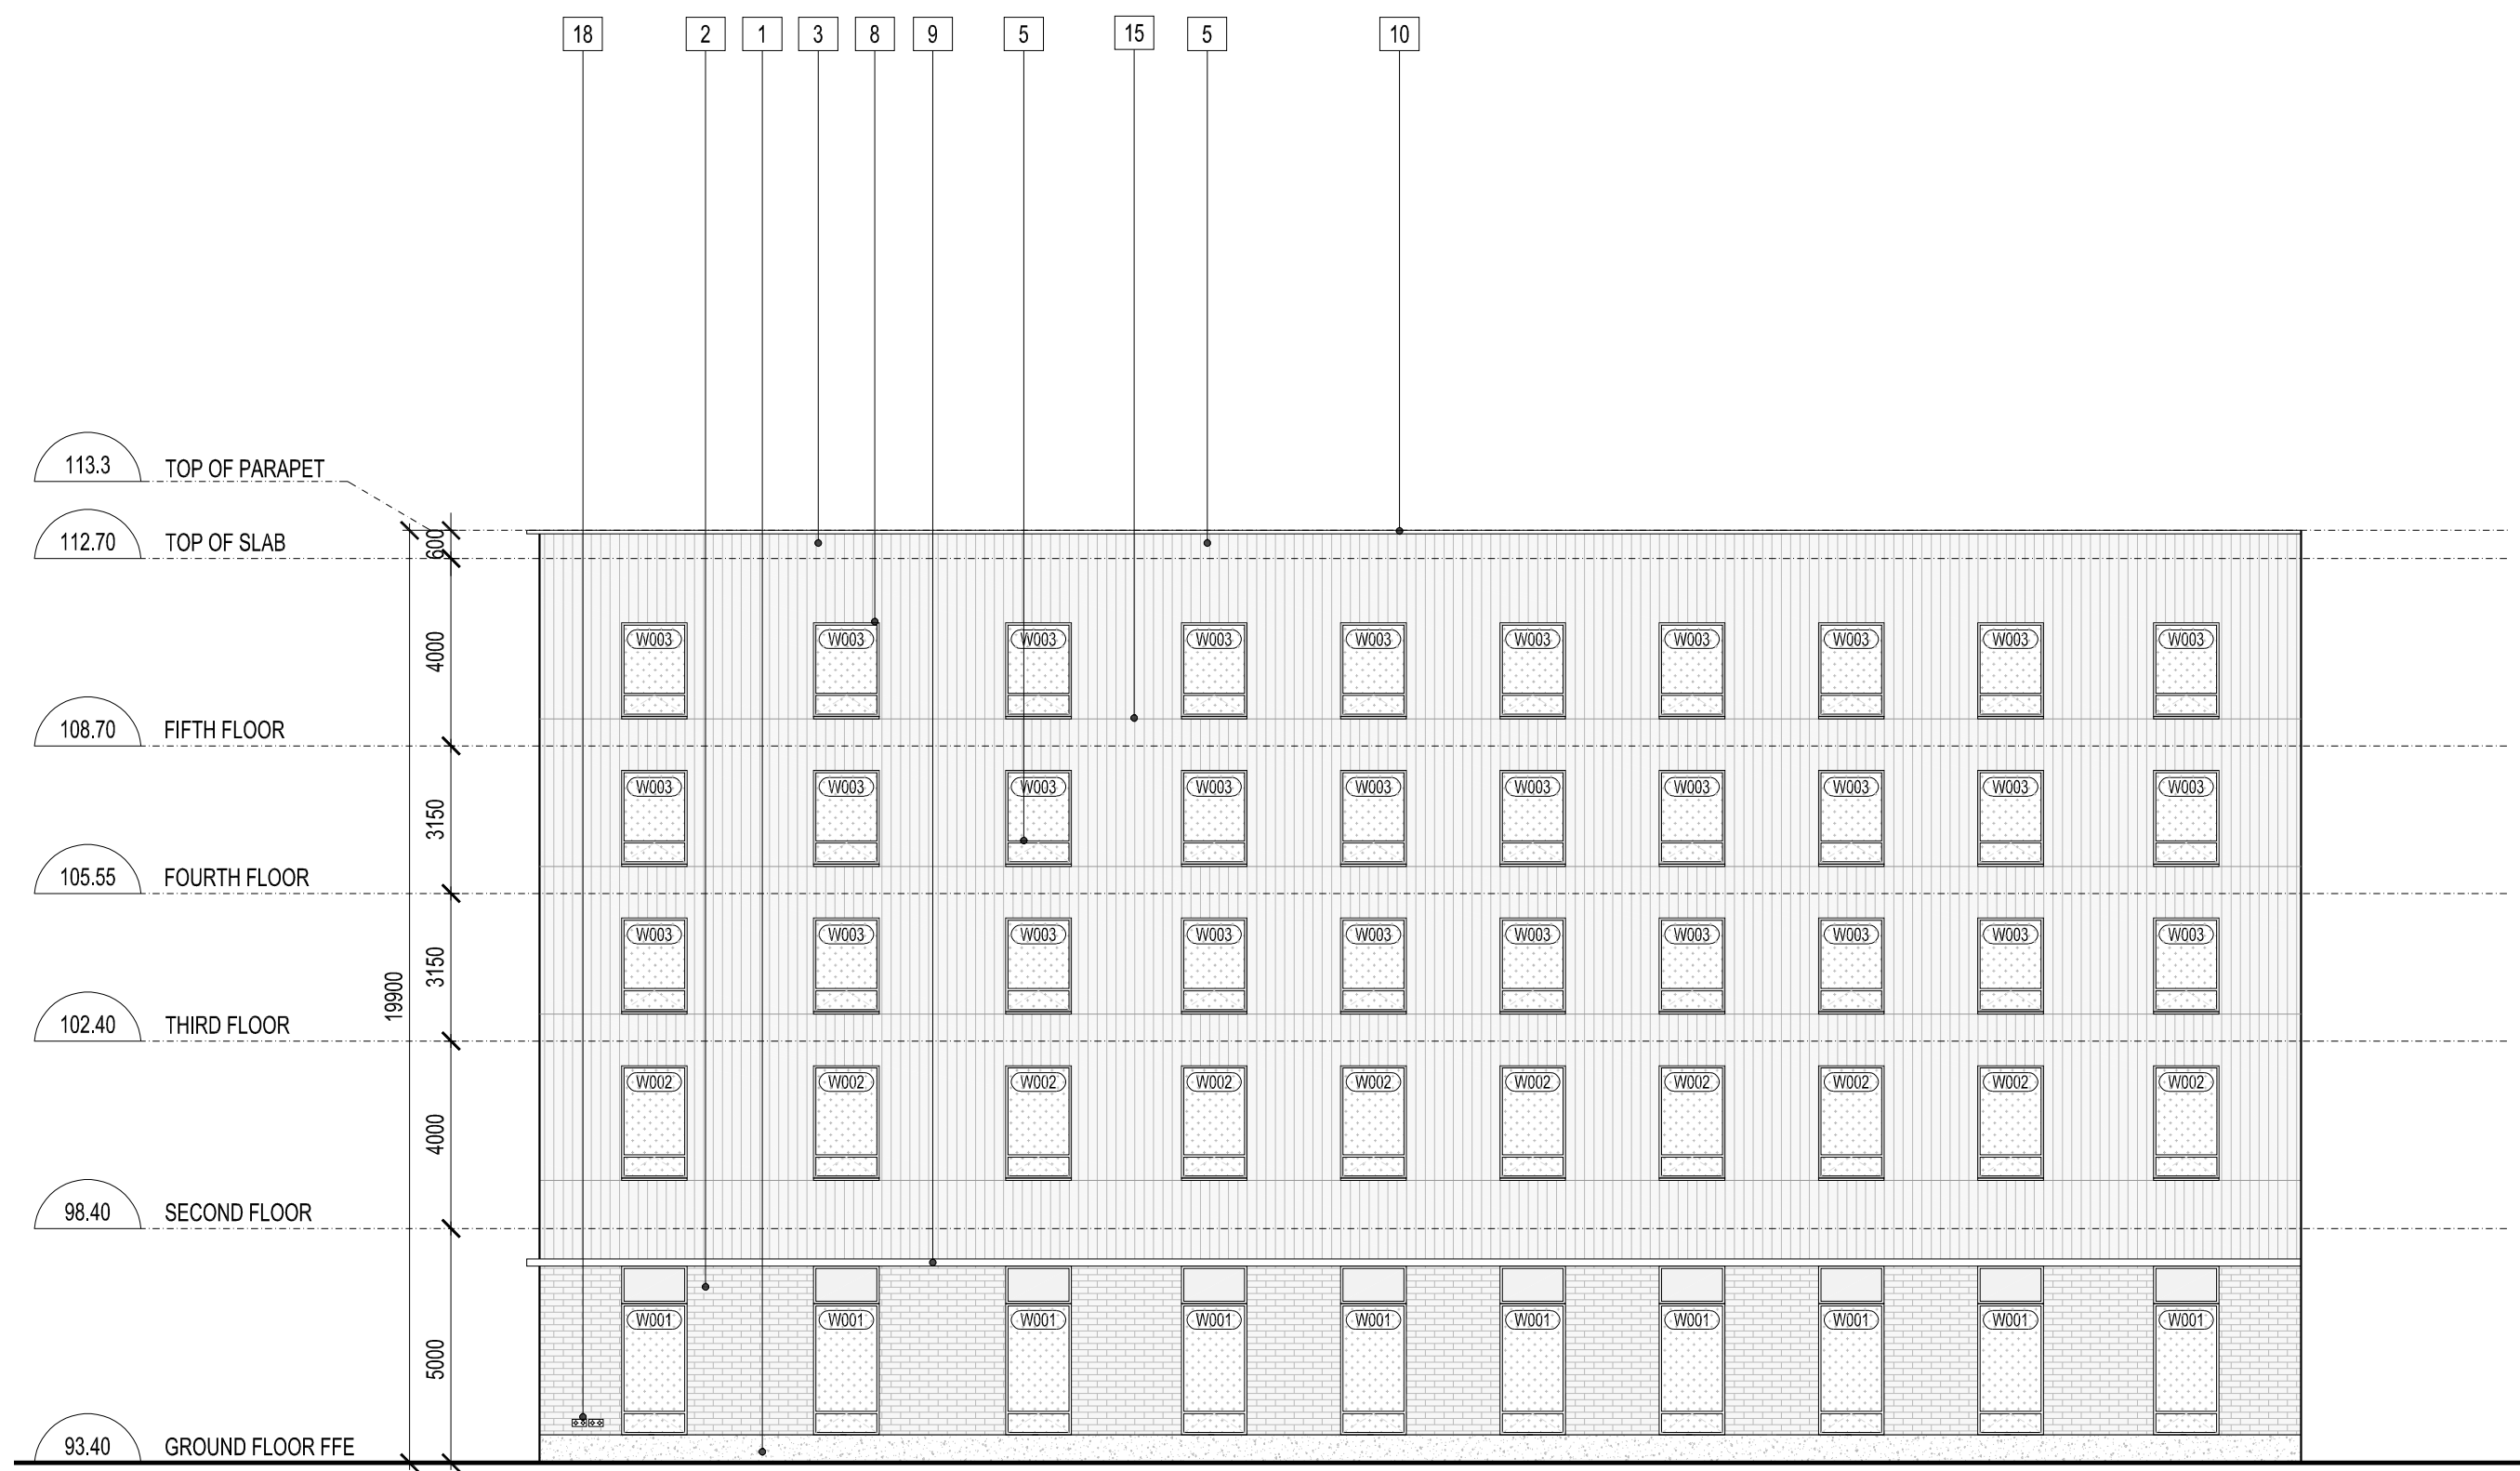 18 2 1 3 8 9 5 15 5 10
113.3 TOP OF PARAPET
112.70 TOP OF SLAB
600
W003 W003 W003 W003 W003 W003 W003 W003 W003 W003
4000
108.70 FIFTH FLOOR
W003 W003 W003 W003 W003 W003 W003 W003 W003 W003
3150
105.55 FOURTH FLOOR
W003 W003 W003 W003 W003 W003 W003 W003 W003 W003
3150
19900
102.40 THIRD FLOOR
W002 W002 W002 W002 W002 W002 W002 W002 W002 W002
4000
98.40 SECOND FLOOR
W001 W001 W001 W001 W001 W001 W001 W001 W001 W001
5000
93.40 GROUND FLOOR FFE